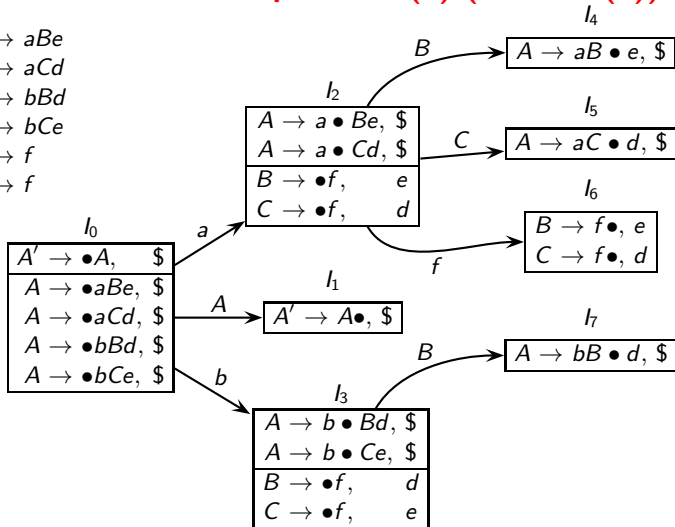 → aBe
→ aCd
→ bBd
→ bCe
→ f
→ f
I0
A′ → •A, $
A → •aBe, $
A → •aCd, $
A → •bBd, $
A → •bCe, $
a
A
b
I2
A → a • Be, $
A → a • Cd, $
B → •f, e
C → •f, d
I1
A′ → A•, $
I3
A → b • Bd, $
A → b • Ce, $
B → •f, d
C → •f, e
B
C
f
B
I4
A → aB • e, $
I5
A → aC • d, $
I6
B → f•, e
C → f•, d
I7
A → bB • d, $